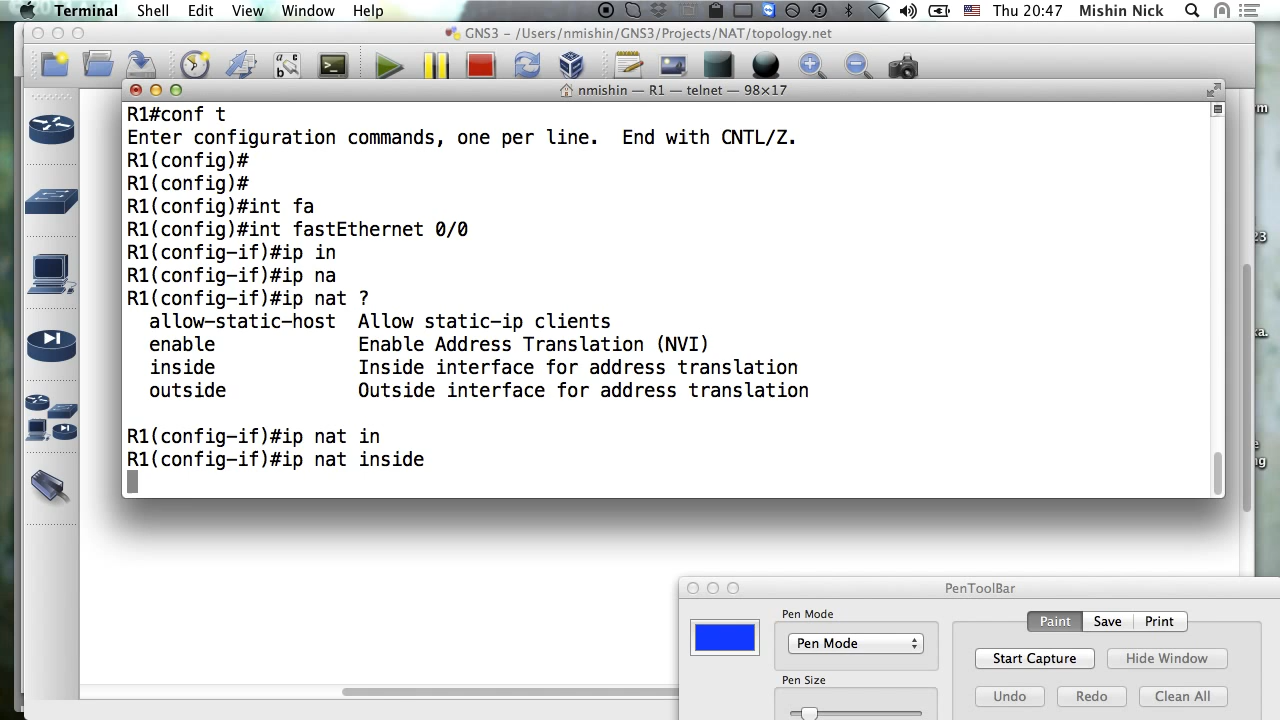 Terminal Shell Edit View Window Help Thu 20:47 Mishin Nick
GNS3 – /Users/nmishin/GNS3/Projects/NAT/topology.net
nmishin — R1 — telnet — 98×17
R1#conf t
Enter configuration commands, one per line.  End with CNTL/Z.
R1(config)#
R1(config)#
R1(config)#int fa
R1(config)#int fastEthernet 0/0
R1(config-if)#ip in
R1(config-if)#ip na
R1(config-if)#ip nat ?
  allow-static-host  Allow static-ip clients
  enable             Enable Address Translation (NVI)
  inside             Inside interface for address translation
  outside            Outside interface for address translation
R1(config-if)#ip nat in
R1(config-if)#ip nat inside
PenToolBar
Pen Mode
Pen Mode
Pen Size
Paint Save Print
Start Capture Hide Window
Undo Redo Clean All